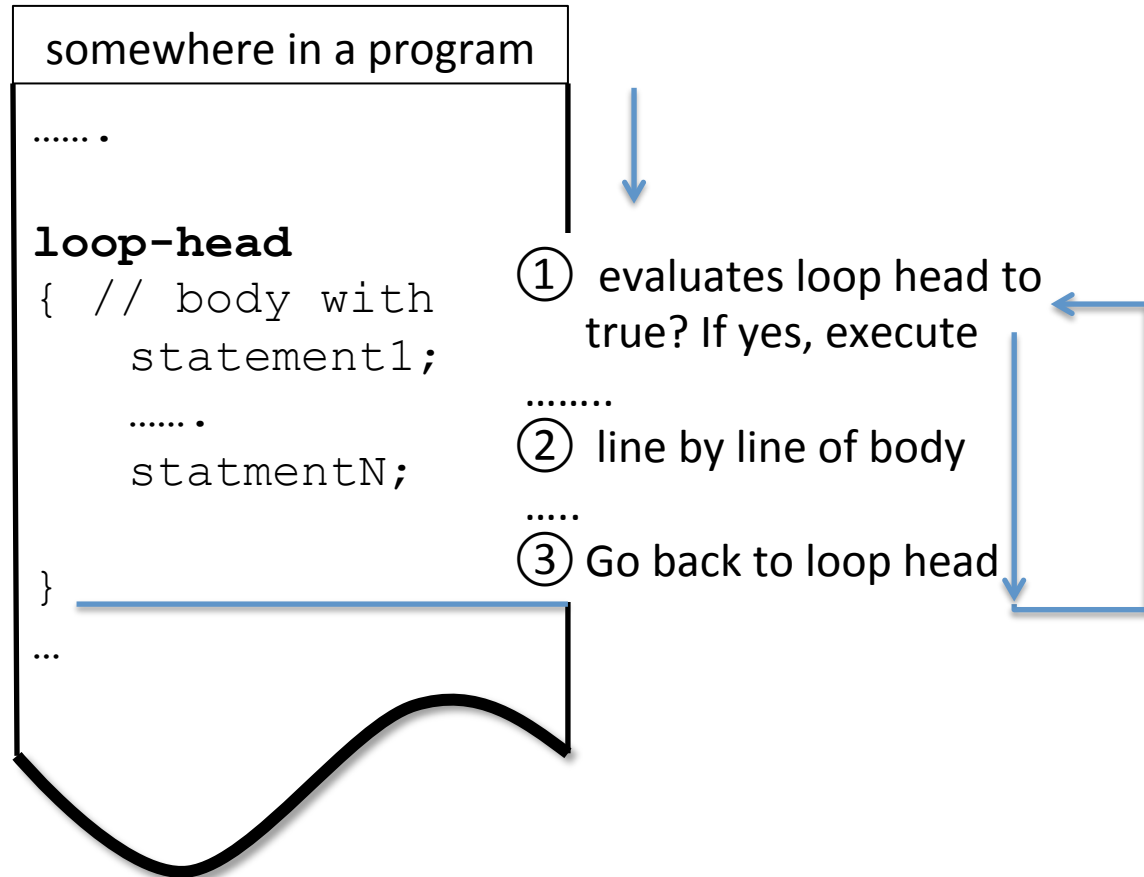 somewhere in a program
…….
loop-head
{ // body with
statement1;
…….
statmentN;
}
…
① evaluates loop head to
true? If yes, execute
……..
② line by line of body
…..
③ Go back to loop head